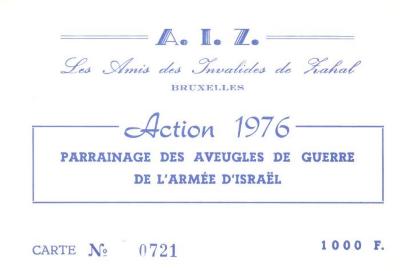 A. I. Z.
Les Amis des Invalides de Zahal
BRUXELLES
Action 1976
PARRAINAGE DES AVEUGLES DE GUERRE
DE L'ARMÉE D'ISRAËL
CARTE Nº 0721 1000 F.